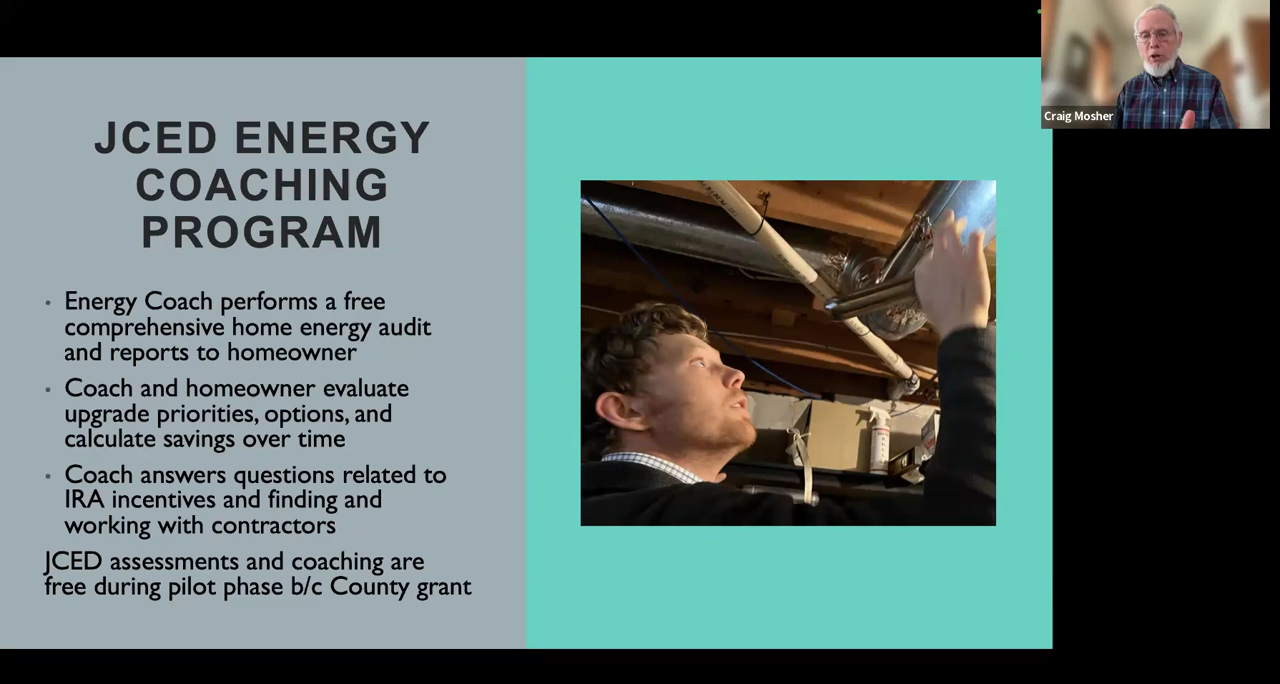 JCED ENERGY
COACHING
PROGRAM
• Energy Coach performs a free
comprehensive home energy audit
and reports to homeowner
• Coach and homeowner evaluate
upgrade priorities, options, and
calculate savings over time
• Coach answers questions related to
IRA incentives and finding and
working with contractors
JCED assessments and coaching are
free during pilot phase b/c County grant
Craig Mosher